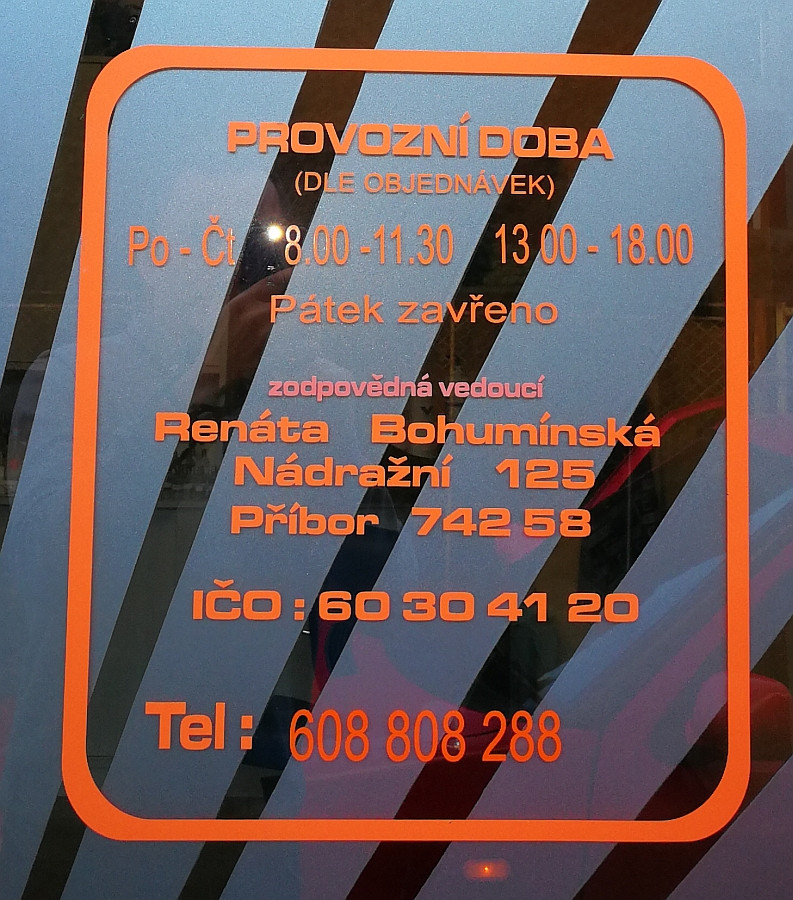 PROVOZNÍ DOBA
(DLE OBJEDNÁVEK)
Po - Čt 8.00 -11.30 13 00 - 18.00
Pátek zavřeno
zodpovědná vedoucí
Renáta Bohumínská
Nádražní 125
Příbor 742 58
IČO : 60 30 41 20
Tel : 608 808 288